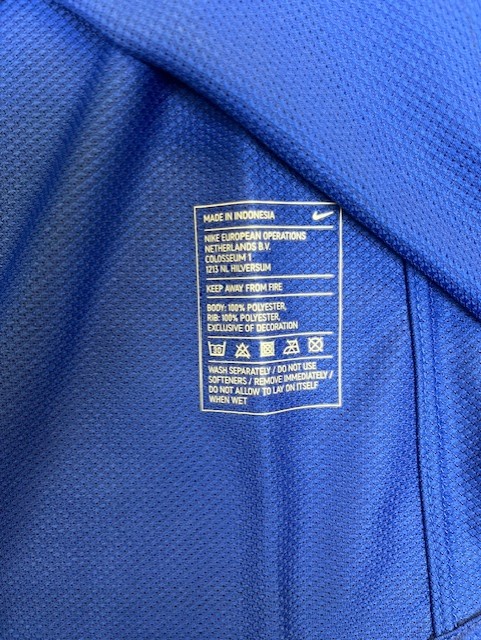 MADE IN INDONESIA
NIKE EUROPEAN OPERATIONS
NETHERLANDS B.V.
COLOSSEUM 1
1213 NL HILVERSUM
KEEP AWAY FROM FIRE
BODY: 100% POLYESTER,
RIB: 100% POLYESTER,
EXCLUSIVE OF DECORATION
WASH SEPARATELY / DO NOT USE
SOFTENERS / REMOVE IMMEDIATELY /
DO NOT ALLOW TO LAY ON ITSELF
WHEN WET